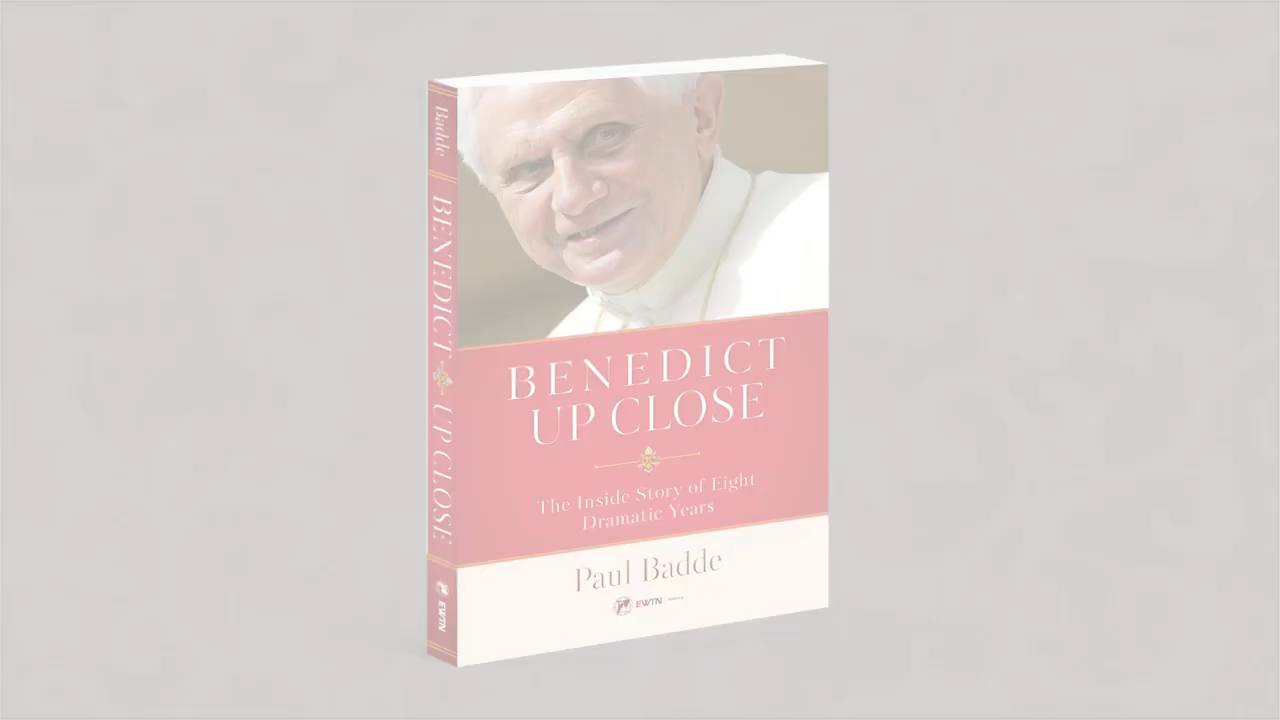 Badde
BENEDICT UP CLOSE
EWTN
BENEDICT
UP CLOSE
The Inside Story of Eight
Dramatic Years
Paul Badde
EWTN